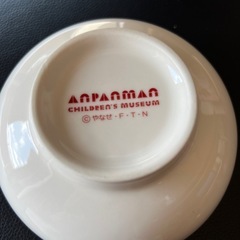 ANPANMAN
CHILDREN'S MUSEUM
©やなせ・F・T・N